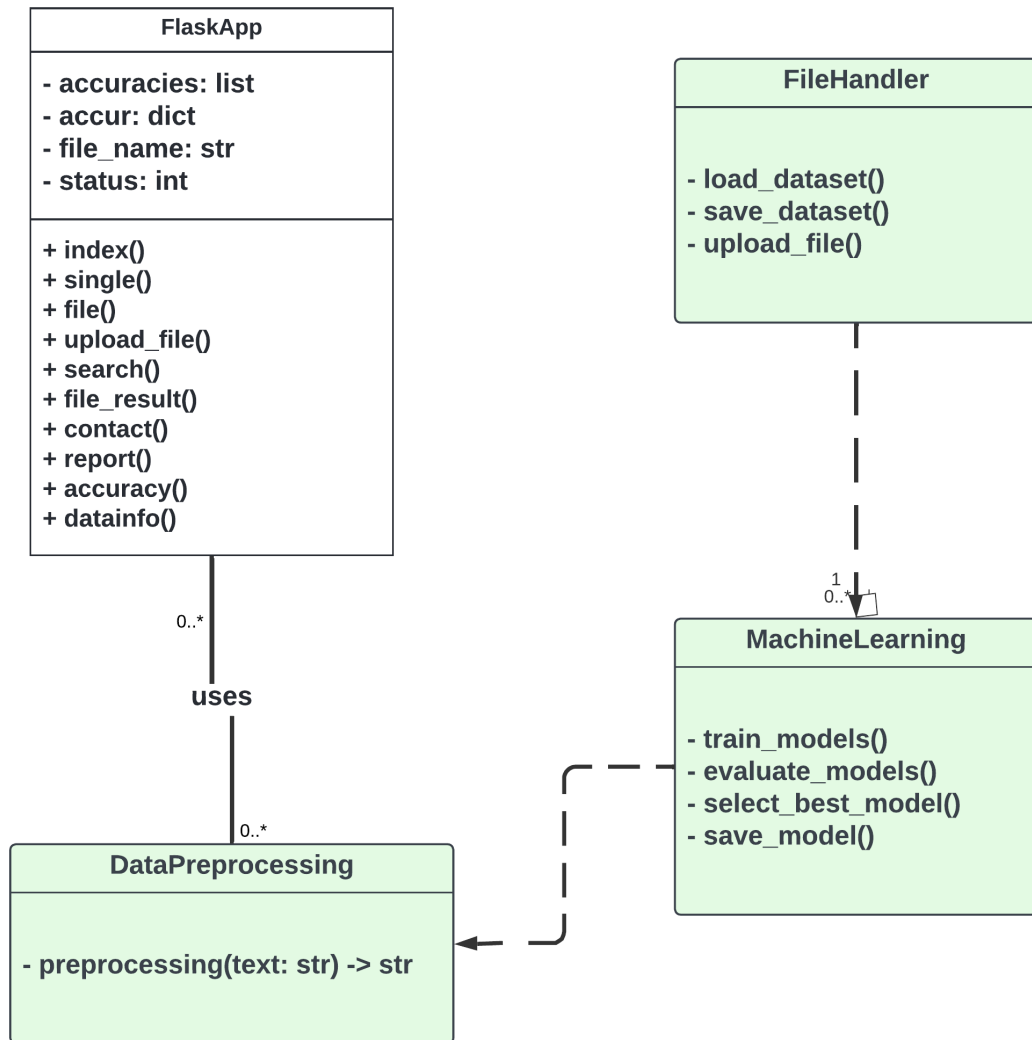 FlaskApp
- accuracies: list
- accur: dict
- file_name: str
- status: int
+ index()
+ single()
+ file()
+ upload_file()
+ search()
+ file_result()
+ contact()
+ report()
+ accuracy()
+ datainfo()
0..*
uses
0..*
DataPreprocessing
- preprocessing(text: str) -> str
FileHandler
- load_dataset()
- save_dataset()
- upload_file()
1
0..*
MachineLearning
- train_models()
- evaluate_models()
- select_best_model()
- save_model()